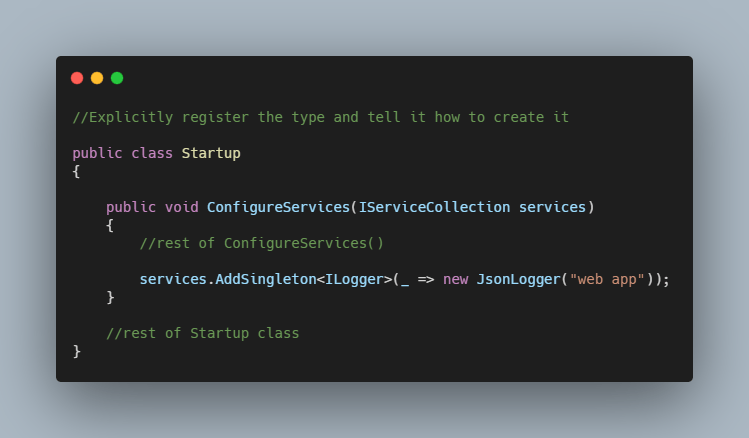 //Explicitly register the type and tell it how to create it
public class Startup
{
public void ConfigureServices(IServiceCollection services)
{
//rest of ConfigureServices()
services.AddSingleton<ILogger>(_ => new JsonLogger("web app"));
}
//rest of Startup class
}